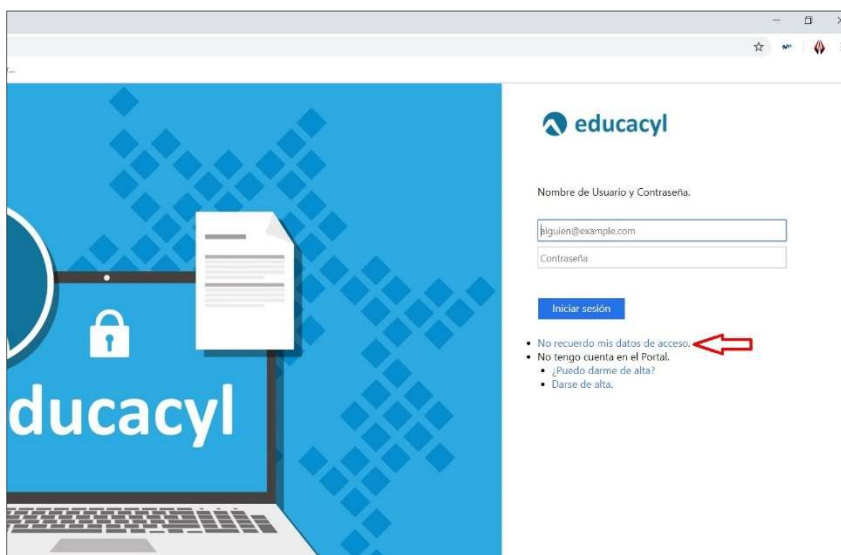 educacyl
Nombre de Usuario y Contraseña.
alguien@example.com
Contraseña
Iniciar sesión
No recuerdo mis datos de acceso.
No tengo cuenta en el Portal.
¿Puedo darme de alta?
Darse de alta.
ducacyl